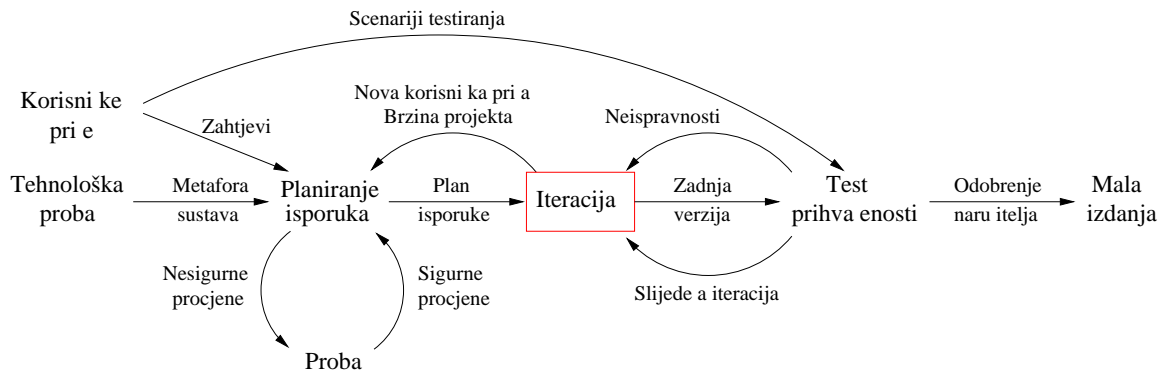 Scenariji testiranja
Korisni ke
pri e
Zahtjevi
Nova korisni ka pri a
Brzina projekta
Neispravnosti
Tehnološka
proba
Metafora
sustava
Planiranje
isporuka
Plan
isporuke
Iteracija
Zadnja
verzija
Test
prihva enosti
Odobrenje
naru itelja
Mala
izdanja
Nesigurne
procjene
Sigurne
procjene
Slijede a iteracija
Proba